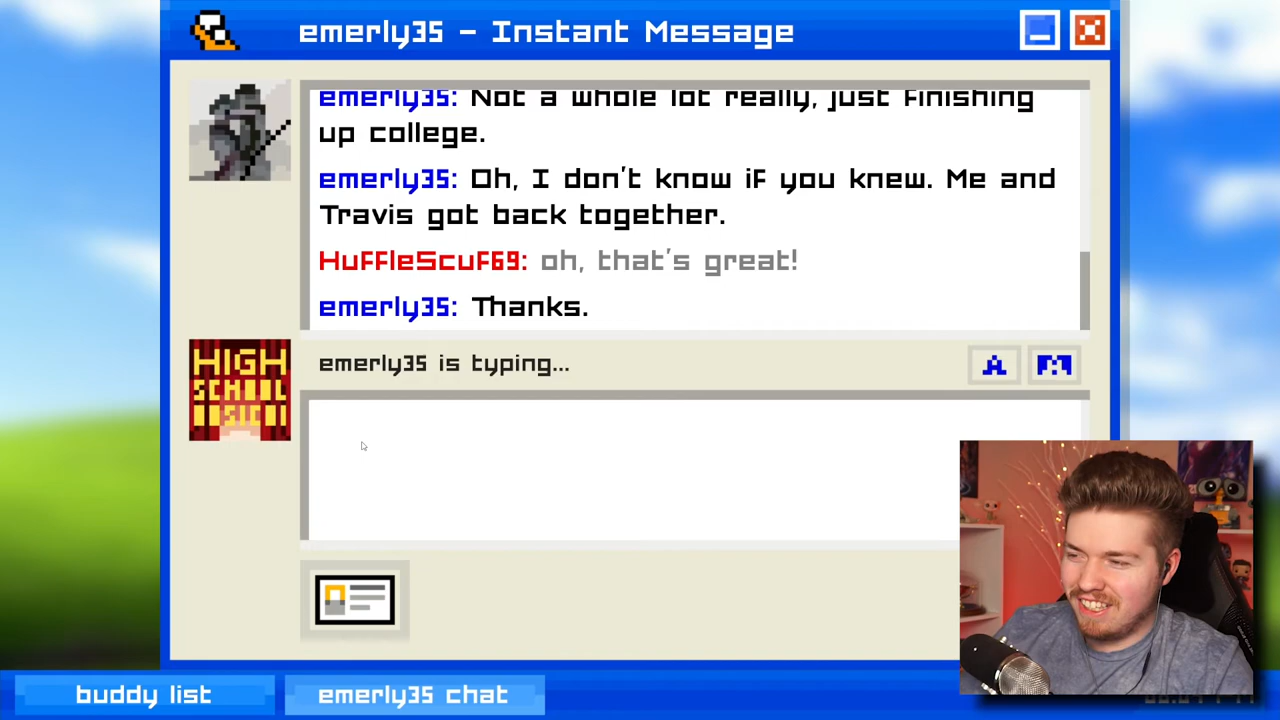 emerly35 - Instant Message
emerly35: Not a whole lot really, just finishing
up college.
emerly35: Oh, I don't know if you knew. Me and
Travis got back together.
HuffleScuf69: oh, that's great!
emerly35: Thanks.
HIGH
SCHOOL
emerly35 is typing...
A
buddy list
emerly35 chat